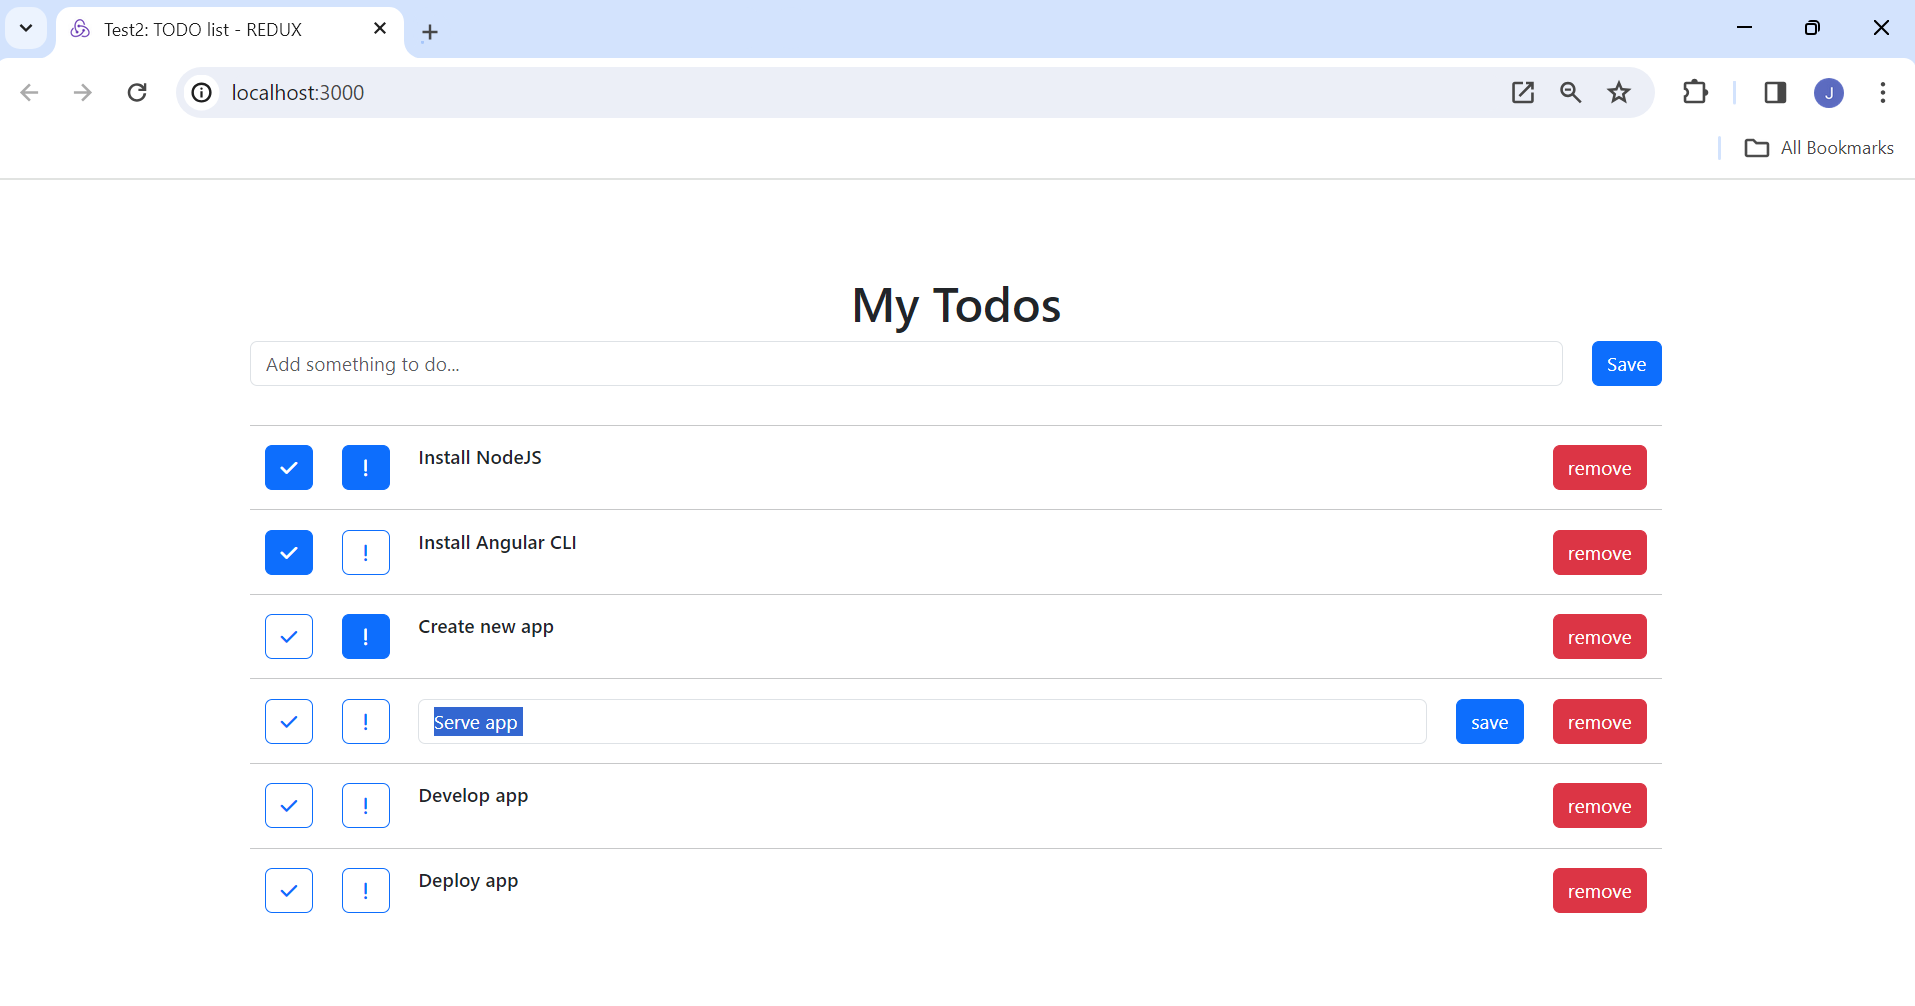 Test2: TODO list - REDUX
localhost:3000
J
All Bookmarks
My Todos
Add something to do...
Save
! Install NodeJS remove
! Install Angular CLI remove
! Create new app remove
! Serve app save remove
! Develop app remove
! Deploy app remove